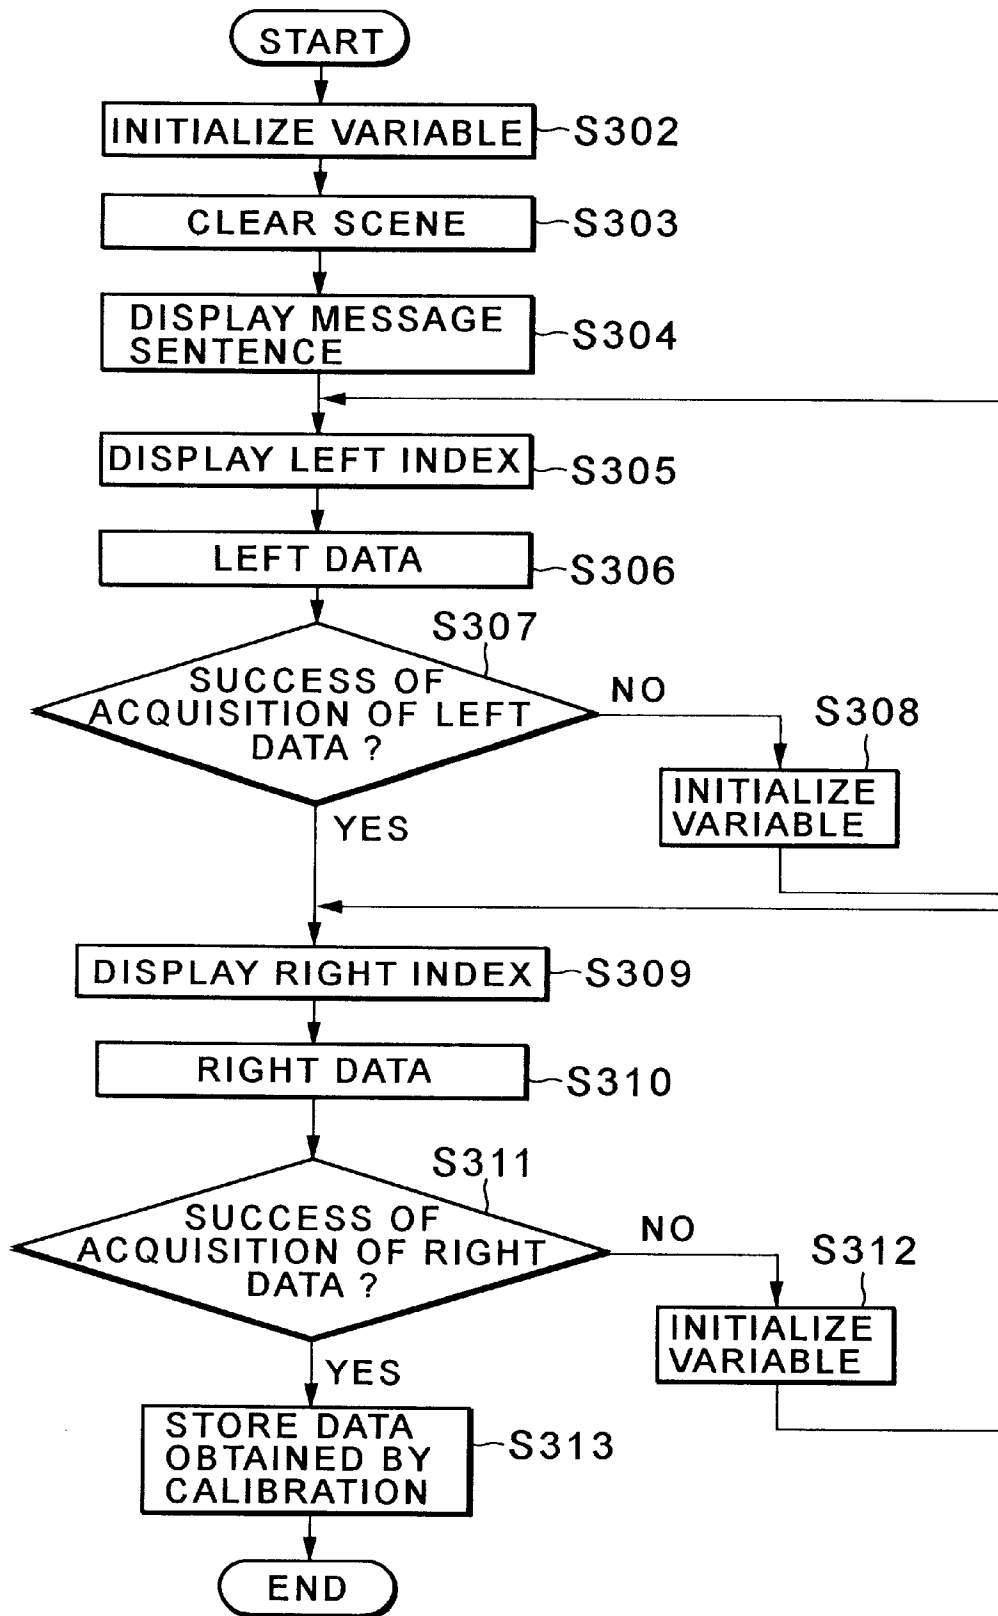 START
INITIALIZE VARIABLE
S302
CLEAR SCENE
S303
DISPLAY MESSAGE
SENTENCE
S304
DISPLAY LEFT INDEX
S305
LEFT DATA
S306
S307
SUCCESS OF
ACQUISITION OF LEFT
DATA ?
NO
S308
INITIALIZE
VARIABLE
YES
DISPLAY RIGHT INDEX
S309
RIGHT DATA
S310
S311
SUCCESS OF
ACQUISITION OF RIGHT
DATA ?
NO
S312
INITIALIZE
VARIABLE
YES
STORE DATA
OBTAINED BY
CALIBRATION
S313
END